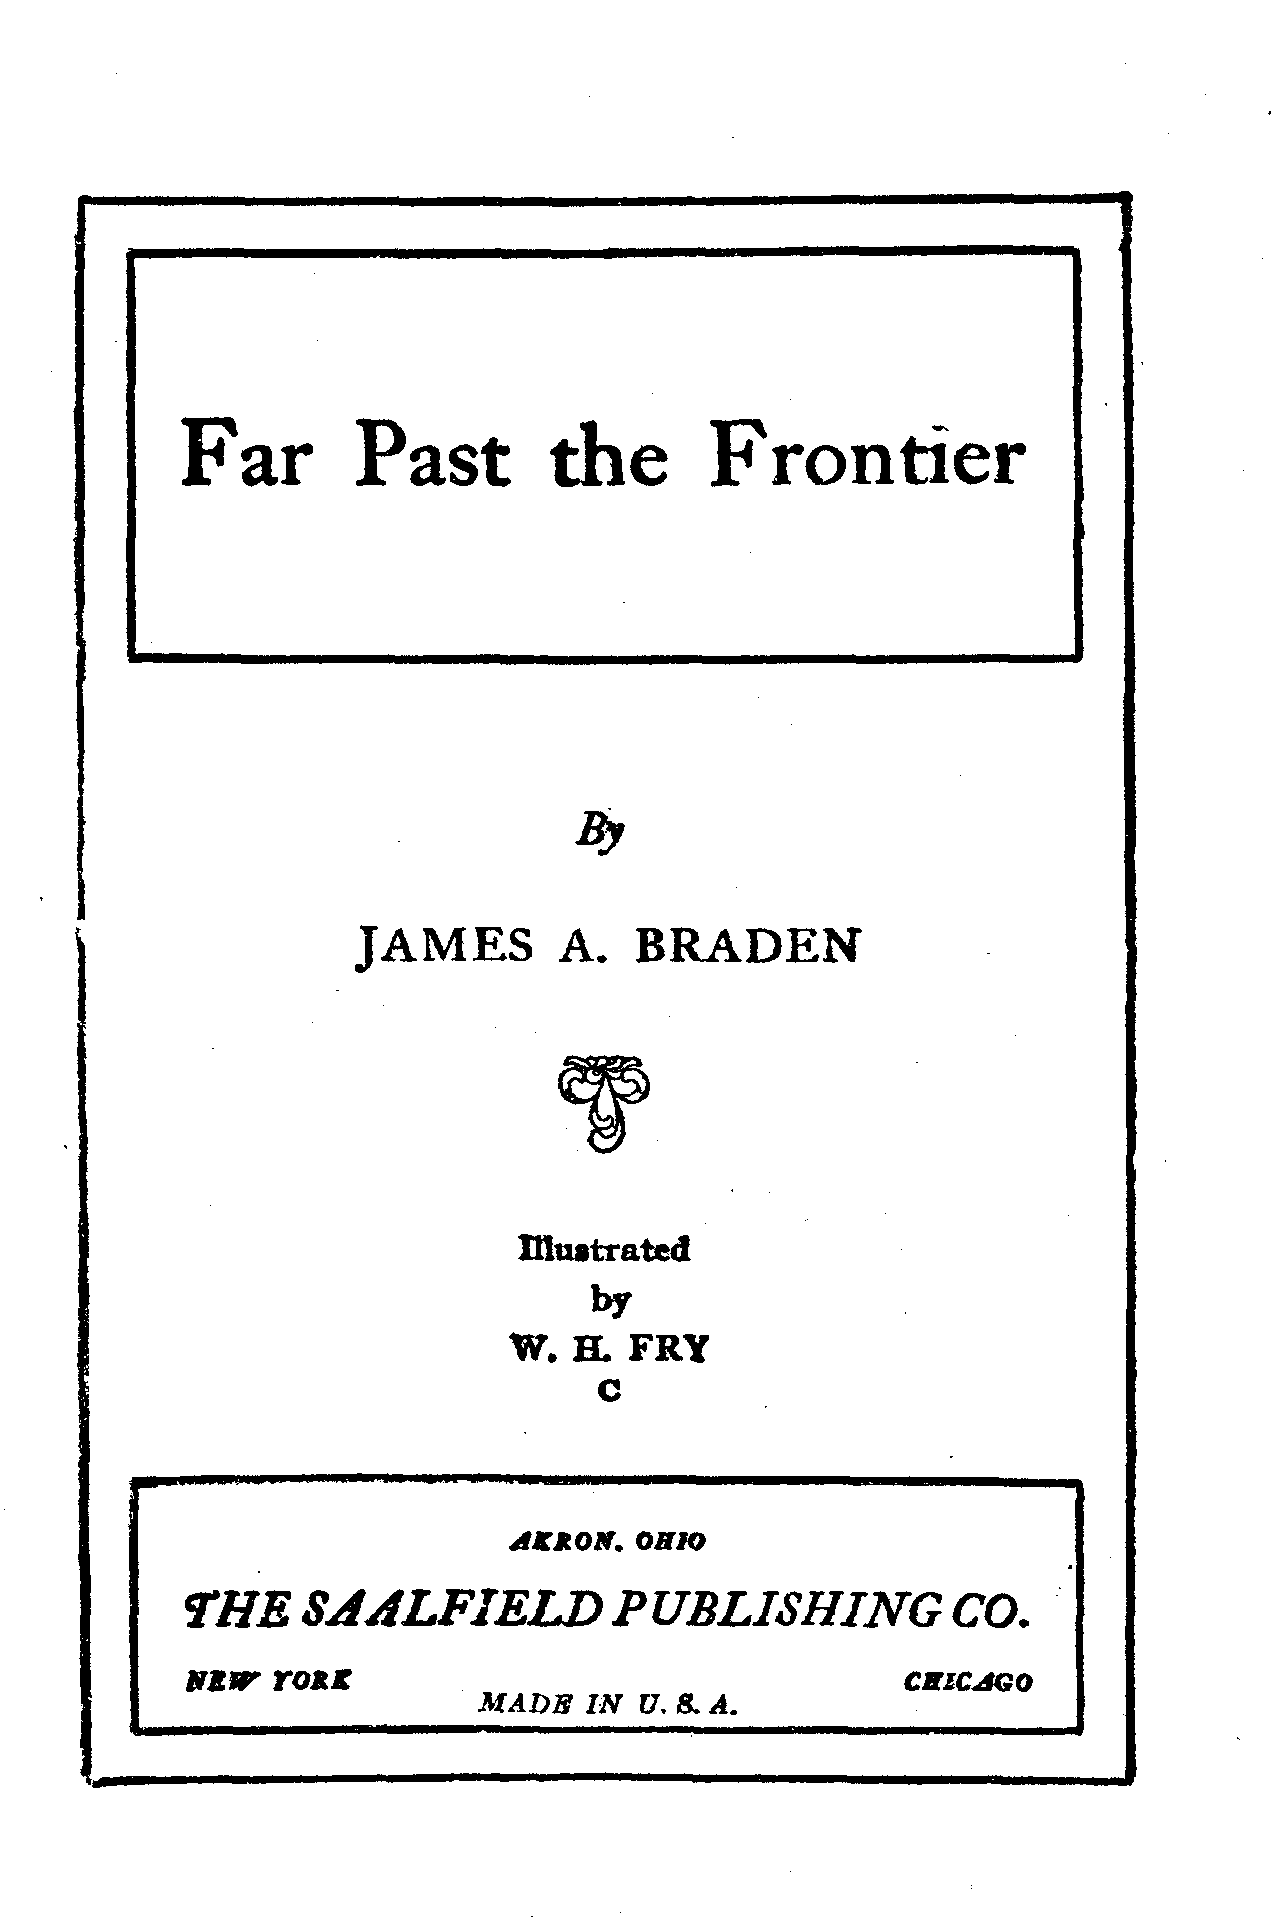 Far Past the Frontier
By
JAMES A. BRADEN
Illustrated
by
W. H. FRY
C
AKRON, OHIO
THE SAALFIELD PUBLISHING CO.
NEW YORK CHICAGO
MADE IN U. S. A.